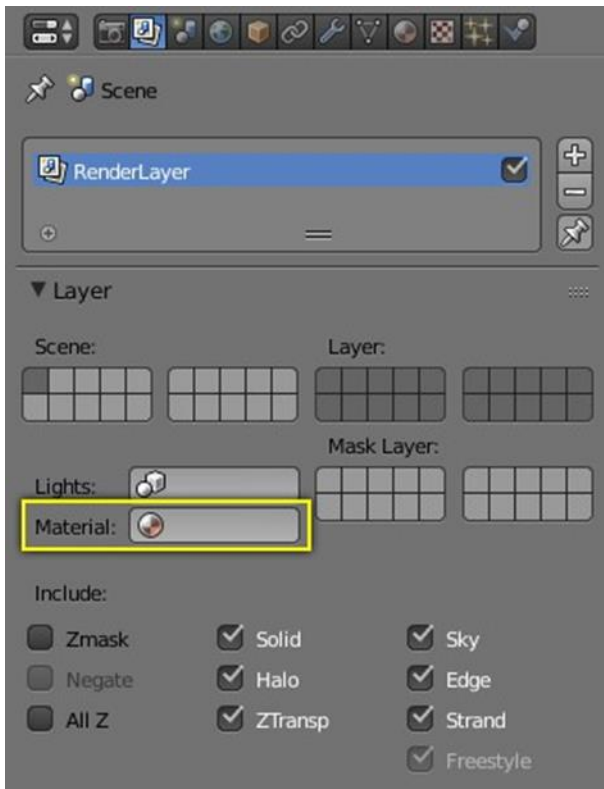 Scene
RenderLayer
Layer
Scene:
Layer:
Mask Layer:
Lights:
Material:
Include:
Zmask
Solid
Sky
Negate
Halo
Edge
All Z
ZTransp
Strand
Freestyle